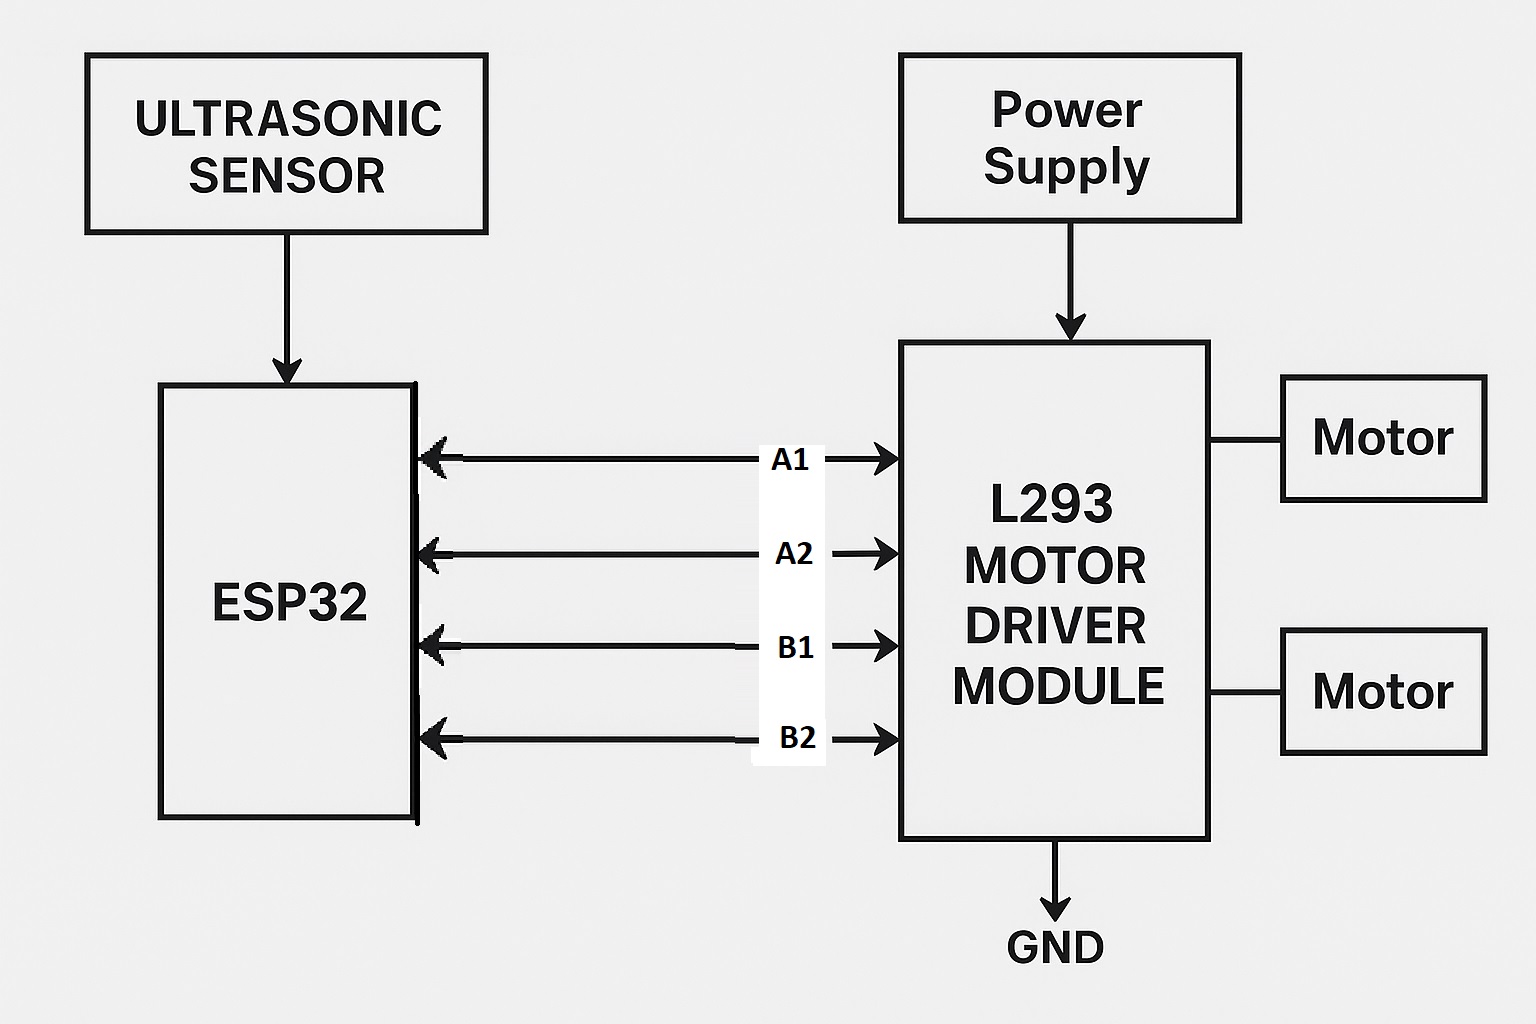 ULTRASONIC
SENSOR
Power
Supply
ESP32
A1
A2
B1
B2
L293
MOTOR
DRIVER
MODULE
Motor
Motor
GND